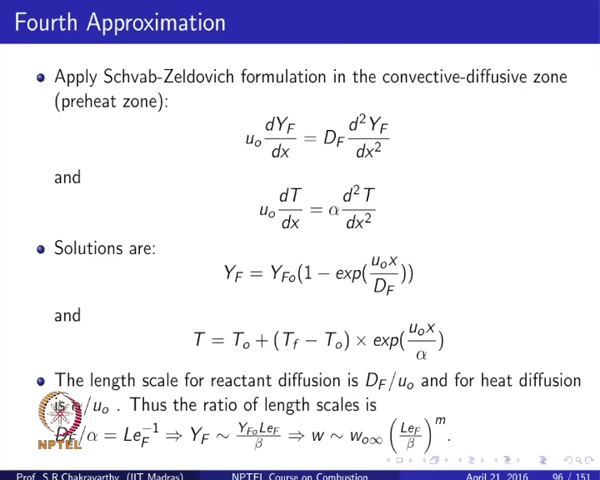 Fourth Approximation
Apply Schvab-Zeldovich formulation in the convective-diffusive zone
(preheat zone):
u_o dY_F/dx = D_F d²Y_F/dx²
and
u_o dT/dx = α d²T/dx²
Solutions are:
Y_F = Y_Fo(1 − exp(u_o x/D_F))
and
T = T_o + (T_f − T_o) × exp(u_o x/α)
The length scale for reactant diffusion is D_F/u_o and for heat diffusion
is α/u_o . Thus the ratio of length scales is
D_F/α = Le_F^−1 ⇒ Y_F ∼ Y_Fo Le_F/β ⇒ w ∼ w_o∞ (Le_F/β)^m.
NPTEL
Prof. S R Chakravarthy (IIT Madras) NPTEL Course on Combustion April 21, 2016 96 / 151